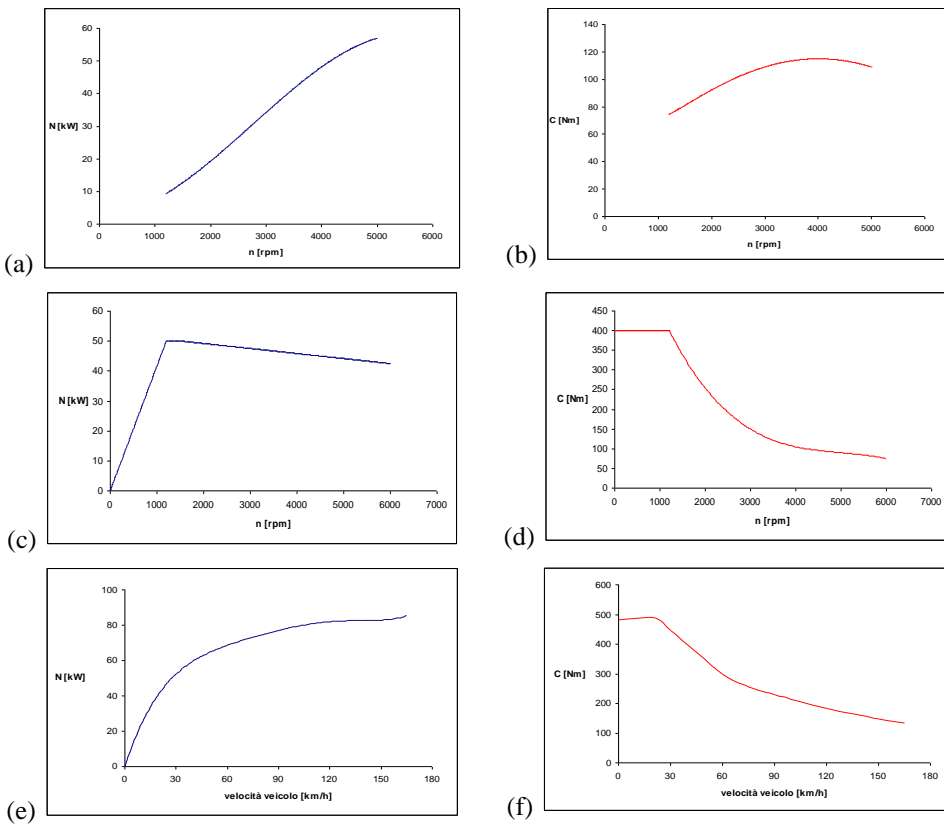 60
50
40
N [kW] 30
20
10
0
0 1000 2000 3000 4000 5000 6000
n [rpm]
(a)
140
120
100
C [Nm] 80
60
40
20
0
0 1000 2000 3000 4000 5000 6000
n [rpm]
(b)
60
50
40
N [kW] 30
20
10
0
0 1000 2000 3000 4000 5000 6000 7000
n [rpm]
(c)
450
400
350
300
250
C [Nm] 200
150
100
50
0
0 1000 2000 3000 4000 5000 6000 7000
n [rpm]
(d)
100
80
60
N [kW]
40
20
0
0 30 60 90 120 150 180
velocità veicolo [km/h]
(e)
600
500
400
C [Nm] 300
200
100
0
0 30 60 90 120 150 180
velocità veicolo [km/h]
(f)